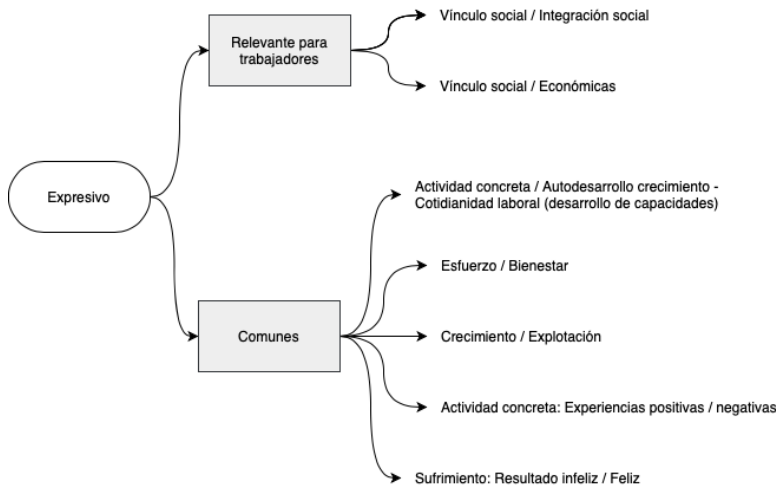 Vínculo social / Integración social
Relevante para
trabajadores
Vínculo social / Económicas
Expresivo
Actividad concreta / Autodesarrollo crecimiento -
Cotidianidad laboral (desarrollo de capacidades)
Esfuerzo / Bienestar
Comunes
Crecimiento / Explotación
Actividad concreta: Experiencias positivas / negativas
Sufrimiento: Resultado infeliz / Feliz